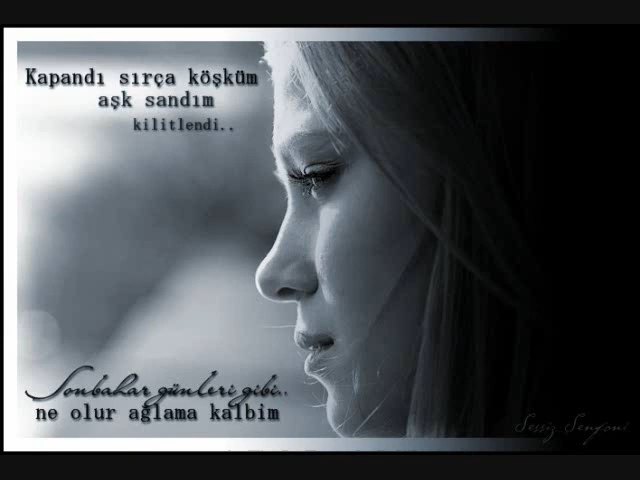 Kapandı sırça köşküm
aşk sandım
kilitlendi..
Sonbahar günleri gibi..
ne olur ağlama kalbim
Sessiz Senfoni